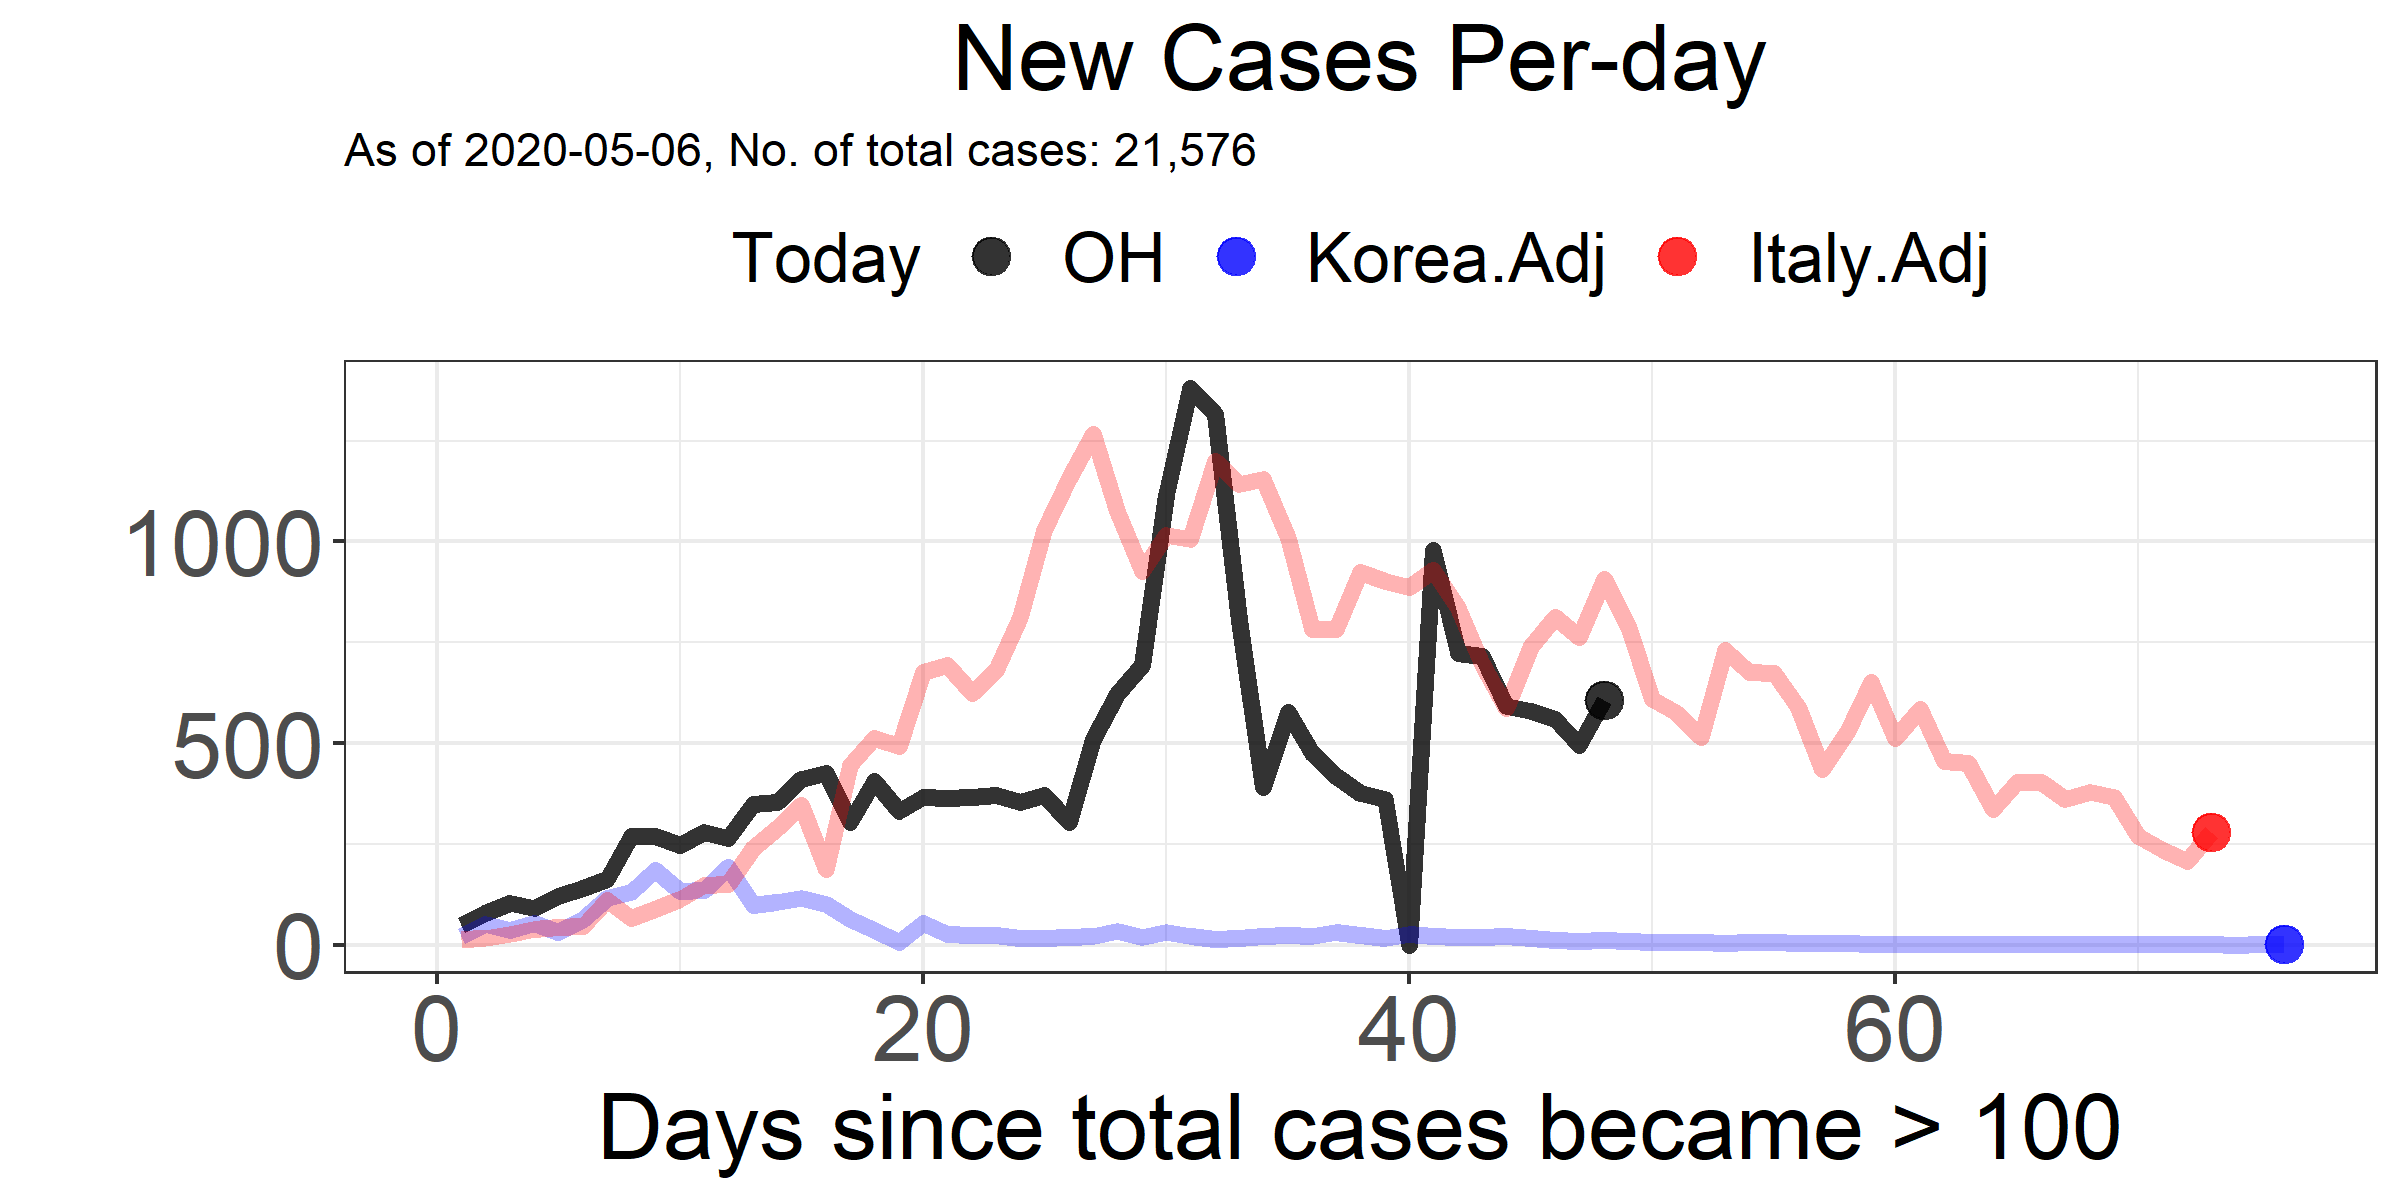 New Cases Per-day
As of 2020-05-06, No. of total cases: 21,576
Today OH Korea.Adj Italy.Adj
1000
500
0
0 20 40 60
Days since total cases became > 100